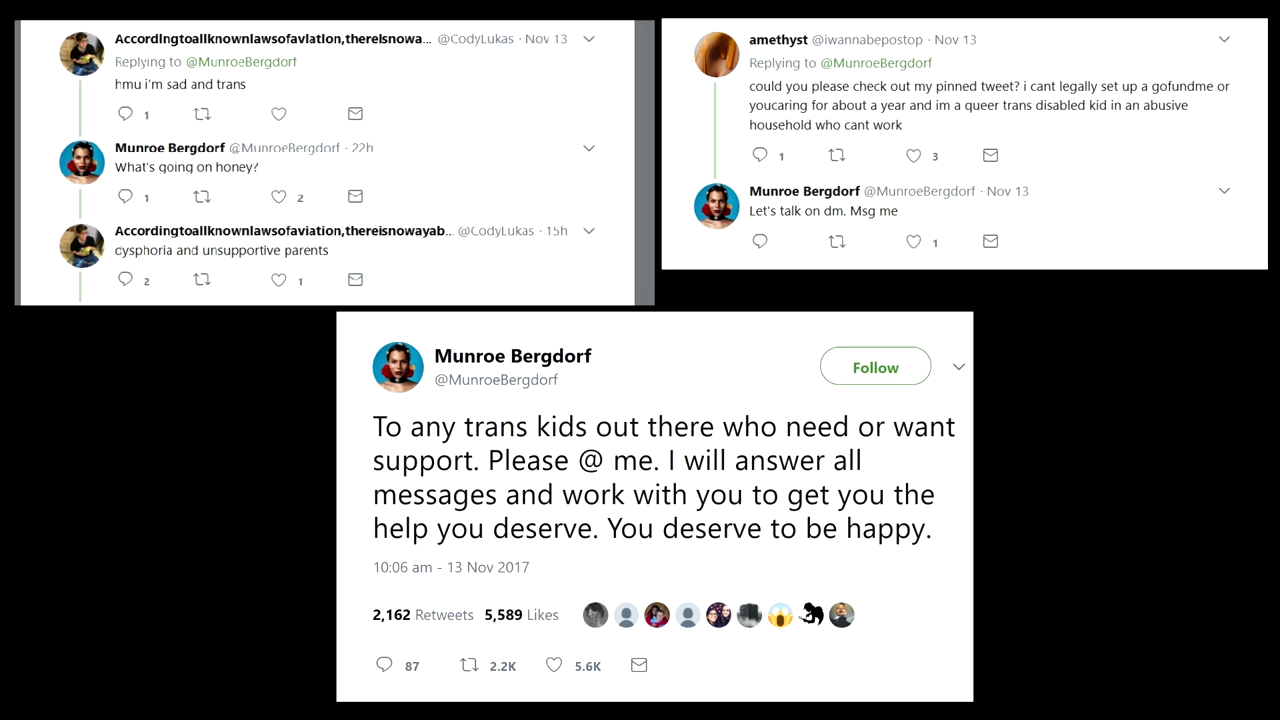 Accordingtoallknownlawsofaviation,thereisnowa... @CodyLukas · Nov 13
Replying to @MunroeBergdorf
hmu i'm sad and trans
1
Munroe Bergdorf @MunroeBergdorf · 22h
What's going on honey?
1 2
Accordingtoallknownlawsofaviation,thereisnowayab... @CodyLukas · 15h
dysphoria and unsupportive parents
2 1
amethyst @iwannabepostop · Nov 13
Replying to @MunroeBergdorf
could you please check out my pinned tweet? i cant legally set up a gofundme or
youcaring for about a year and im a queer trans disabled kid in an abusive
household who cant work
1 3
Munroe Bergdorf @MunroeBergdorf · Nov 13
Let's talk on dm. Msg me
1
Munroe Bergdorf
@MunroeBergdorf
Follow
To any trans kids out there who need or want
support. Please @ me. I will answer all
messages and work with you to get you the
help you deserve. You deserve to be happy.
10:06 am - 13 Nov 2017
2,162 Retweets 5,589 Likes
87 2.2K 5.6K